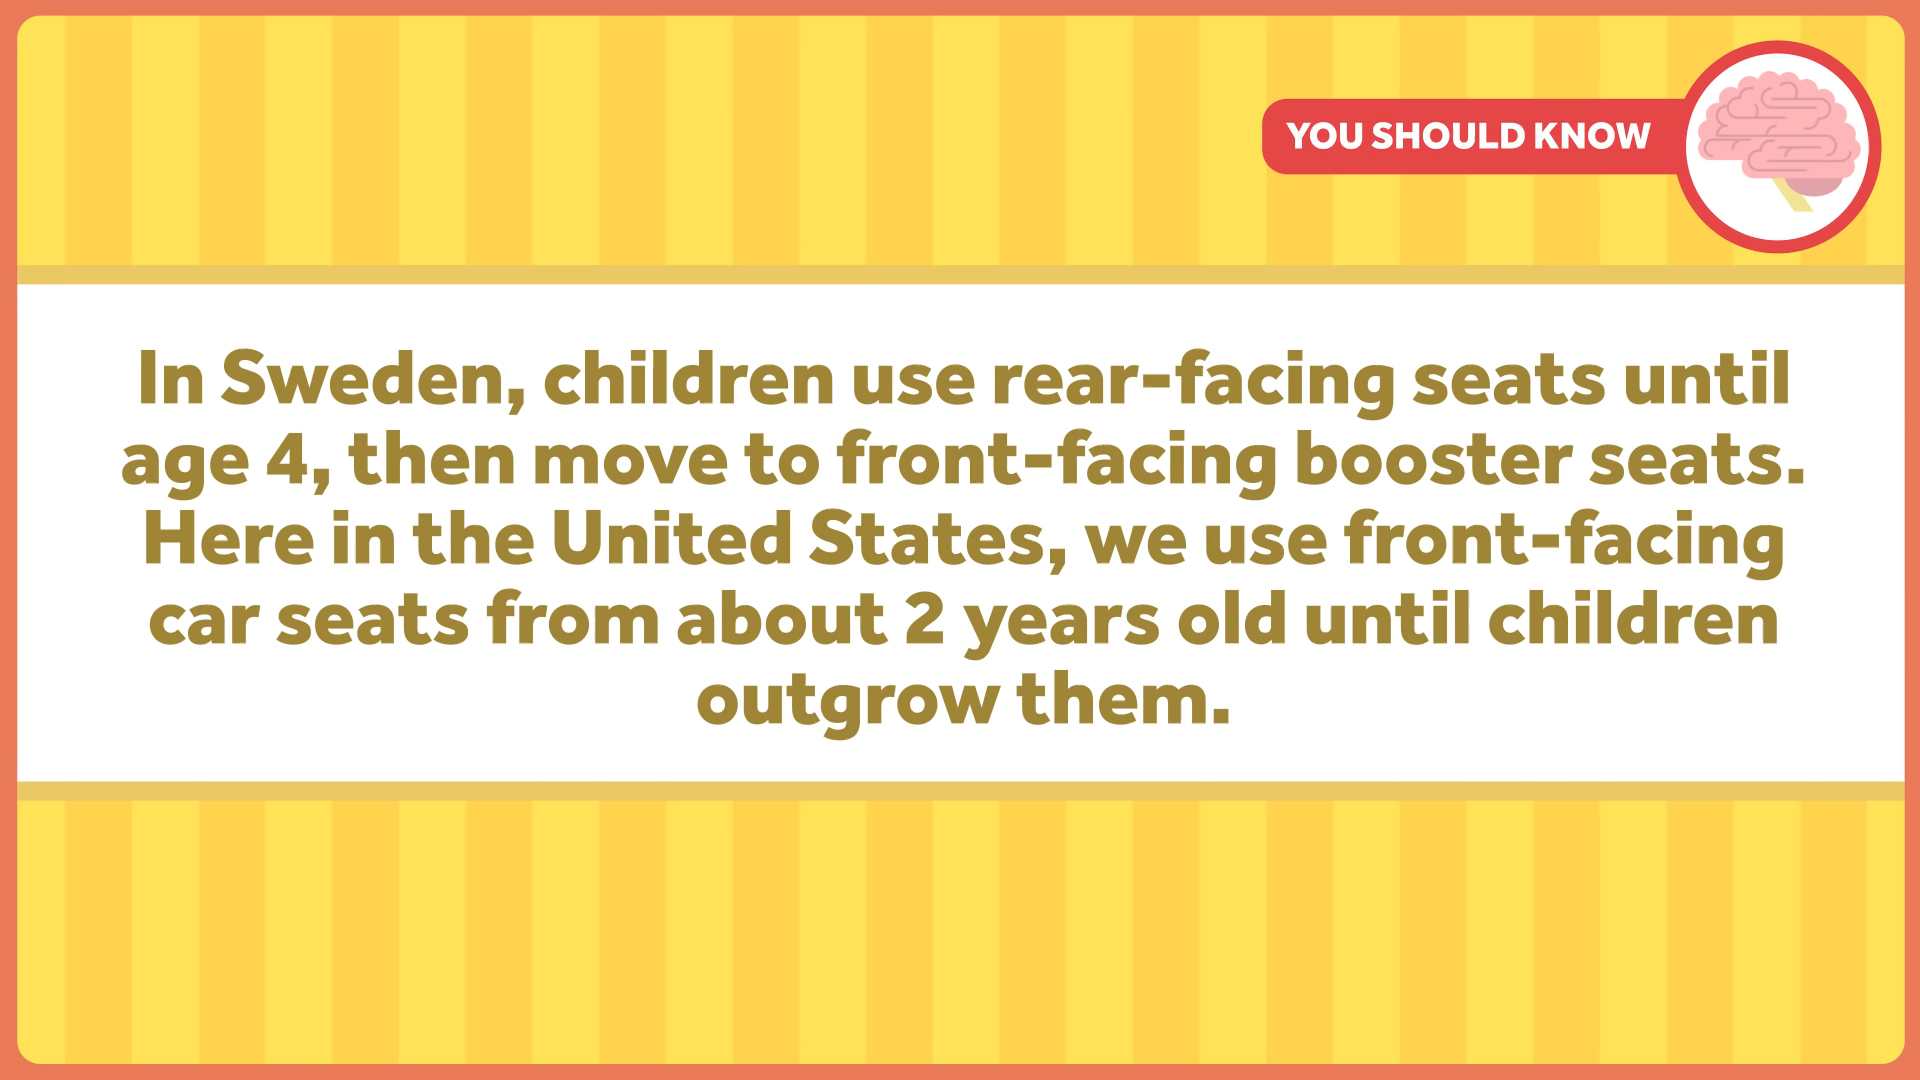 YOU SHOULD KNOW
In Sweden, children use rear-facing seats until
age 4, then move to front-facing booster seats.
Here in the United States, we use front-facing
car seats from about 2 years old until children
outgrow them.